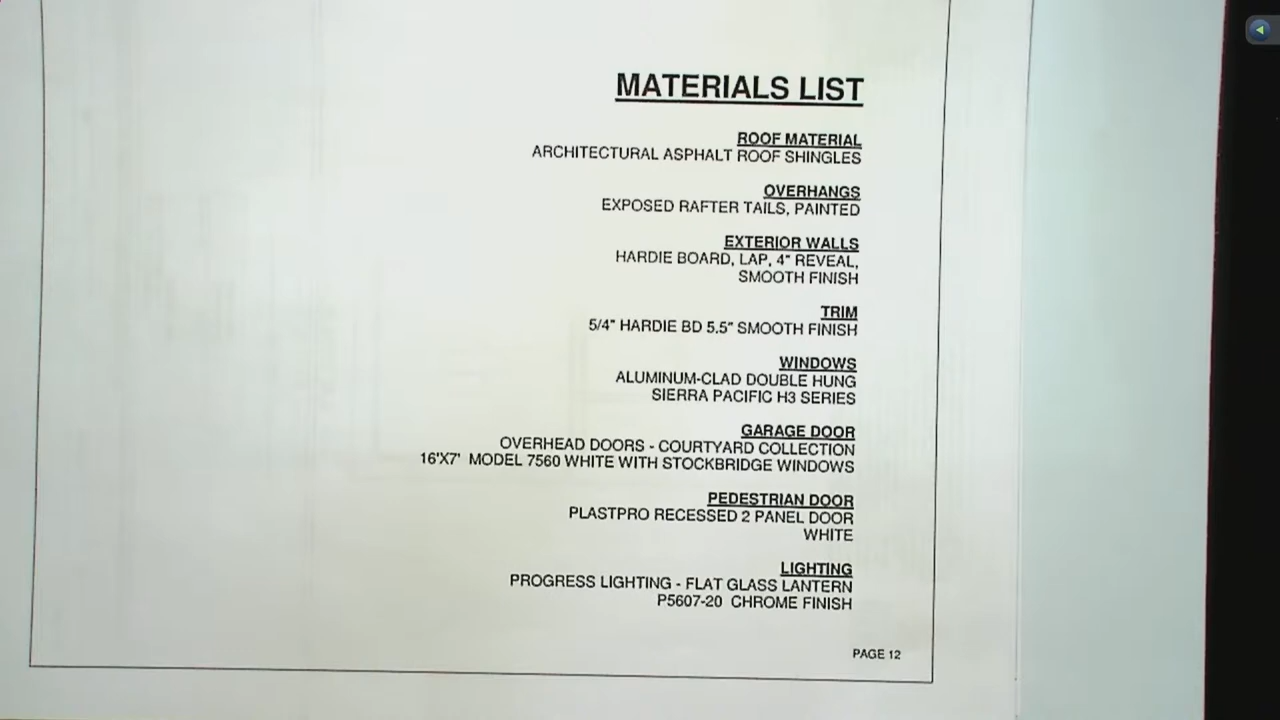 MATERIALS LIST
ROOF MATERIAL
ARCHITECTURAL ASPHALT ROOF SHINGLES
OVERHANGS
EXPOSED RAFTER TAILS, PAINTED
EXTERIOR WALLS
HARDIE BOARD, LAP, 4" REVEAL,
SMOOTH FINISH
TRIM
5/4" HARDIE BD 5.5" SMOOTH FINISH
WINDOWS
ALUMINUM-CLAD DOUBLE HUNG
SIERRA PACIFIC H3 SERIES
GARAGE DOOR
OVERHEAD DOORS - COURTYARD COLLECTION
16'X7' MODEL 7560 WHITE WITH STOCKBRIDGE WINDOWS
PEDESTRIAN DOOR
PLASTPRO RECESSED 2 PANEL DOOR
WHITE
LIGHTING
PROGRESS LIGHTING - FLAT GLASS LANTERN
P5607-20 CHROME FINISH
PAGE 12